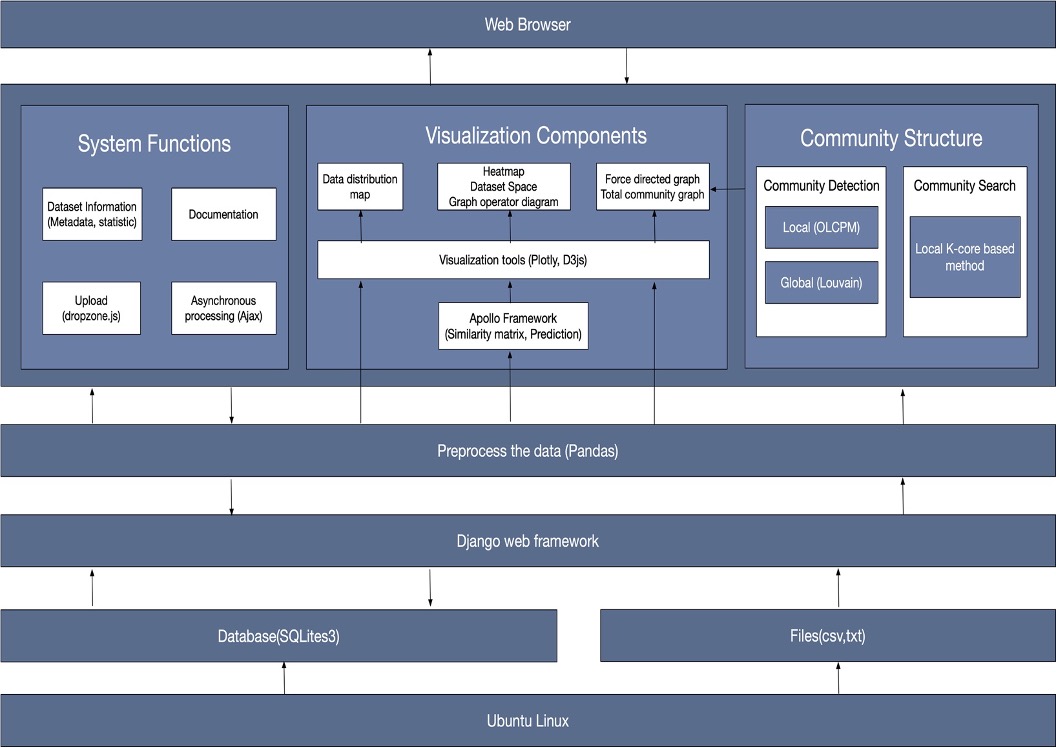 Web Browser
System Functions
Dataset Information
(Metadata, statistic)
Documentation
Upload
(dropzone.js)
Asynchronous
processing (Ajax)
Visualization Components
Data distribution
map
Heatmap
Dataset Space
Graph operator diagram
Force directed graph
Total community graph
Visualization tools (Plotly, D3js)
Apollo Framework
(Similarity matrix, Prediction)
Community Structure
Community Detection
Local (OLCPM)
Global (Louvain)
Community Search
Local K-core based
method
Preprocess the data (Pandas)
Django web framework
Database(SQLites3)
Files(csv,txt)
Ubuntu Linux